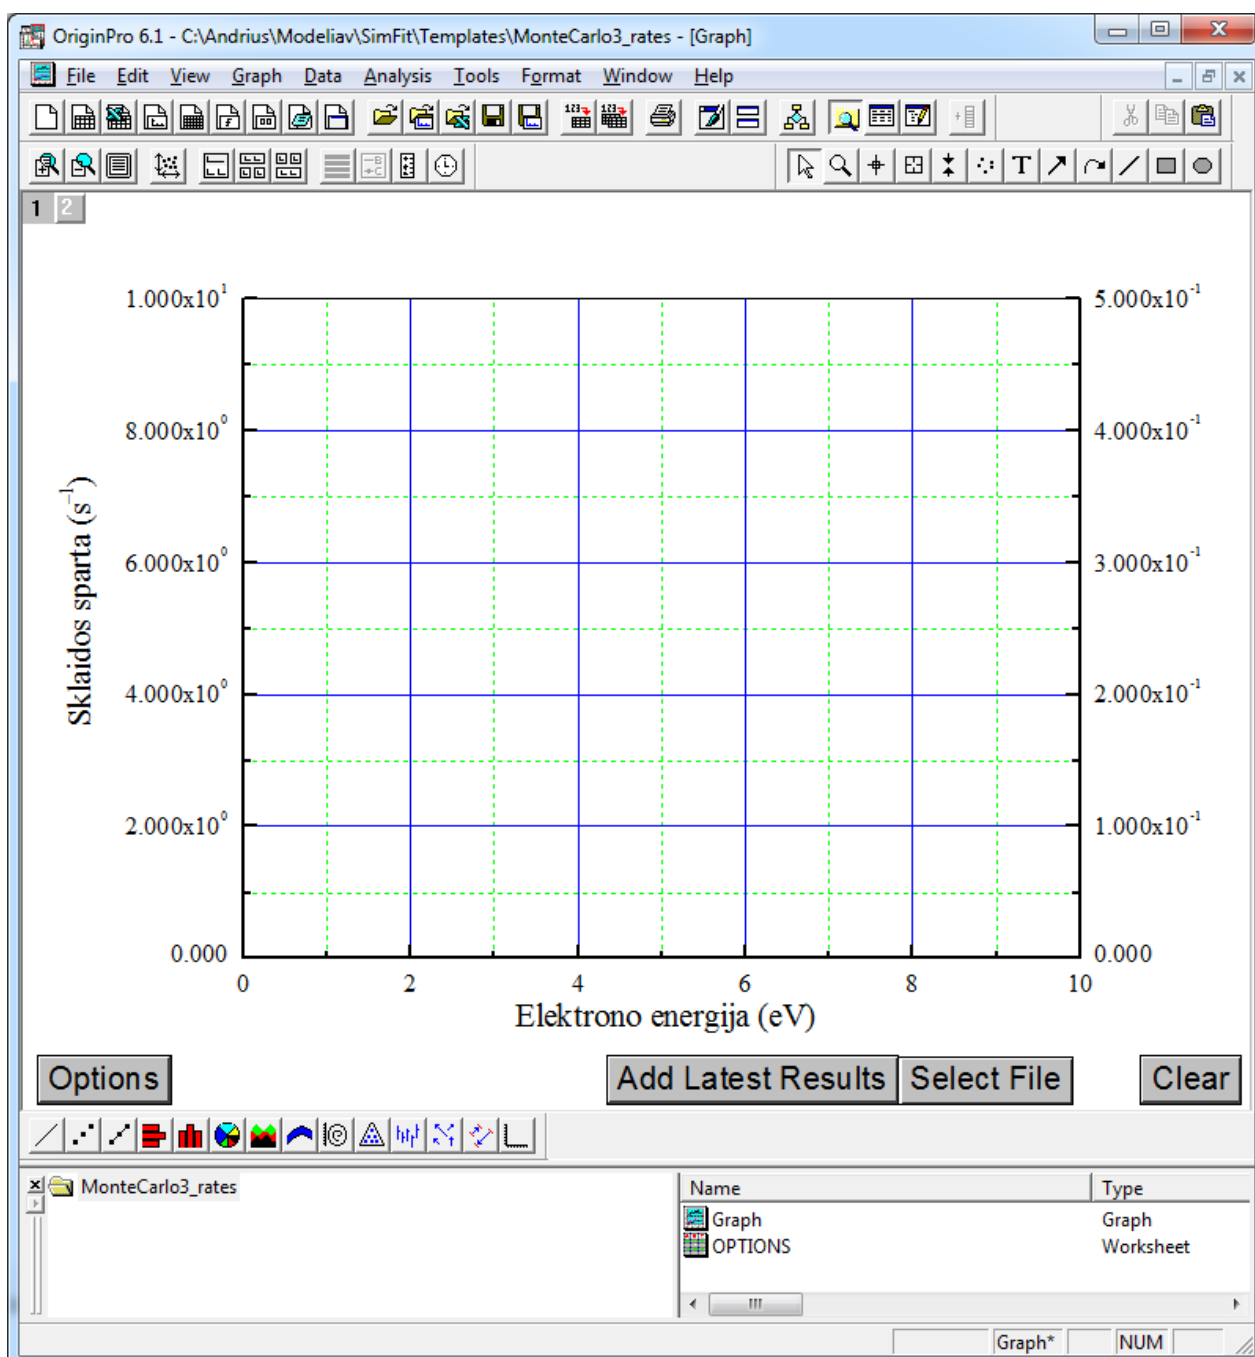 OriginPro 6.1 - C:\Andrius\Modeliav\SimFit\Templates\MonteCarlo3_rates - [Graph]
File Edit View Graph Data Analysis Tools Format Window Help
1 2
1.000x10¹ 5.000x10⁻¹
8.000x10⁰ 4.000x10⁻¹
6.000x10⁰ 3.000x10⁻¹
4.000x10⁰ 2.000x10⁻¹
2.000x10⁰ 1.000x10⁻¹
0.000 0.000
Sklaidos sparta (s⁻¹)
0 2 4 6 8 10
Elektrono energija (eV)
Options Add Latest Results Select File Clear
MonteCarlo3_rates
Name Type
Graph Graph
OPTIONS Worksheet
Graph* NUM